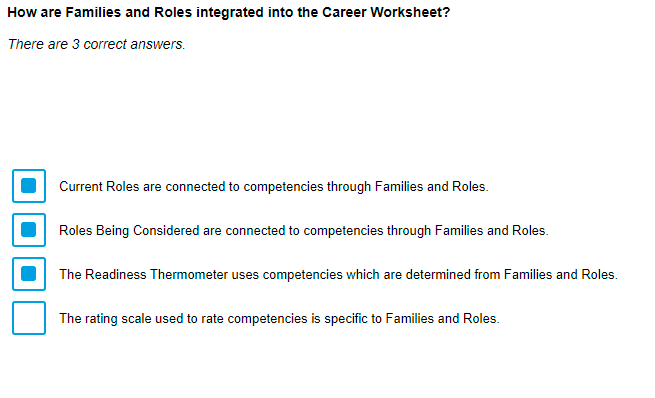 How are Families and Roles integrated into the Career Worksheet?
There are 3 correct answers.
Current Roles are connected to competencies through Families and Roles.
Roles Being Considered are connected to competencies through Families and Roles.
The Readiness Thermometer uses competencies which are determined from Families and Roles.
The rating scale used to rate competencies is specific to Families and Roles.